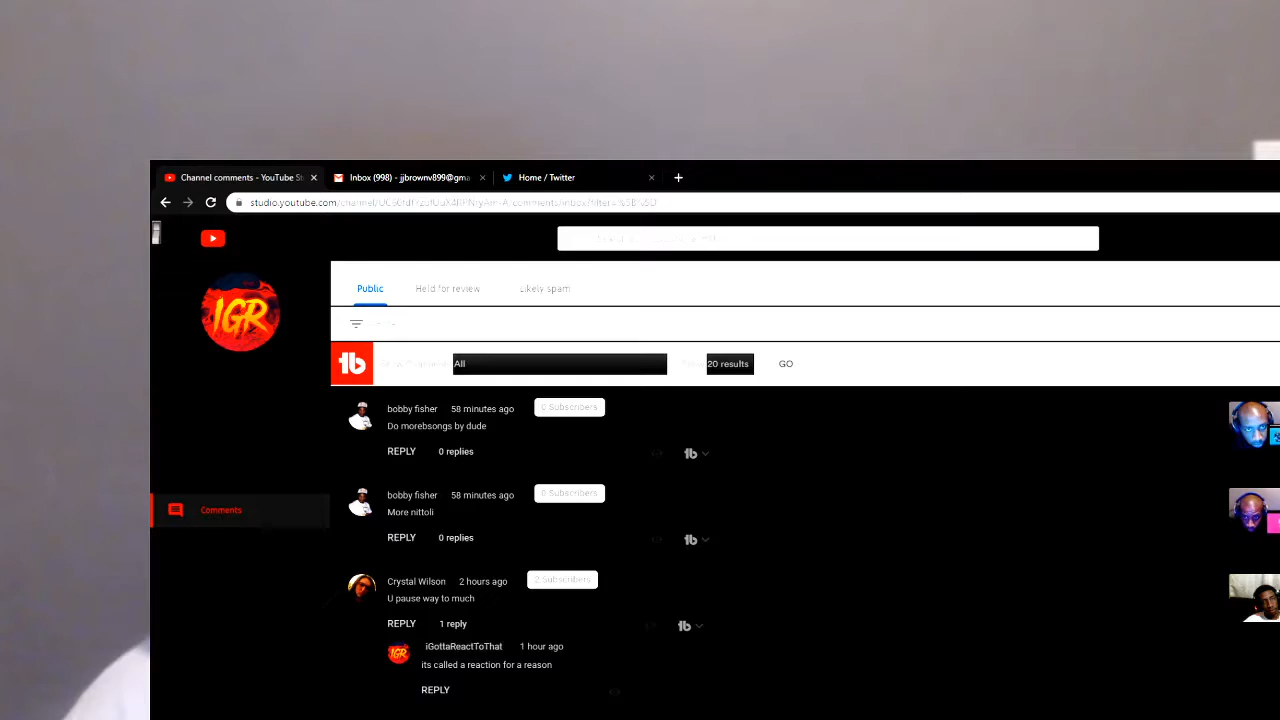 Channel comments - YouTube St
Inbox (998) - jjbrownv899@gma
Home / Twitter
studio.youtube.com
IGR
Public
Held for review
Likely spam
All
20 results
GO
bobby fisher 58 minutes ago 0 Subscribers
Do morebsongs by dude
REPLY 0 replies
bobby fisher 58 minutes ago 0 Subscribers
More nittoli
REPLY 0 replies
Comments
Crystal Wilson 2 hours ago 2 Subscribers
U pause way to much
REPLY 1 reply
IGR
iGottaReactToThat 1 hour ago
its called a reaction for a reason
REPLY